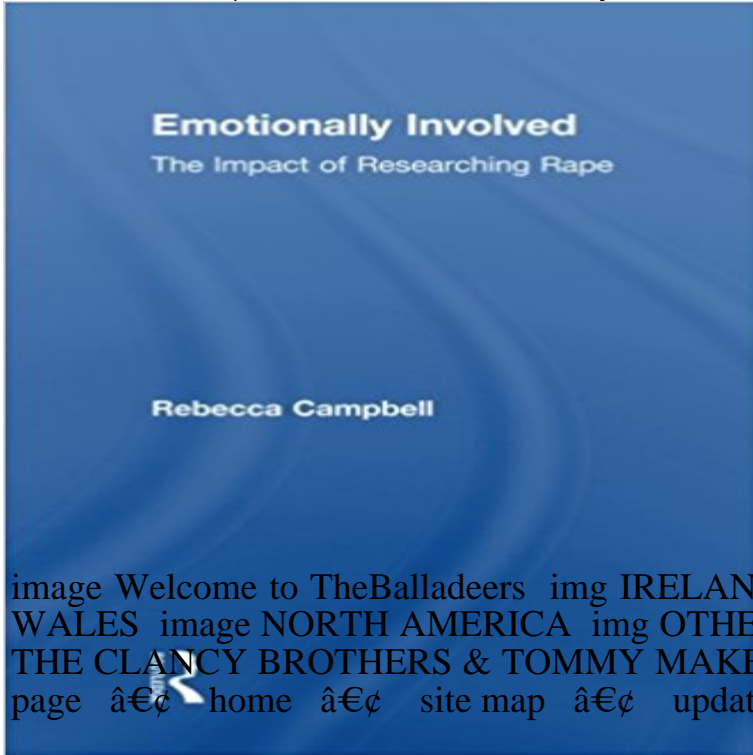 Emotionally Involved
The Impact of Researching Rape
Rebecca Campbell
image Welcome to TheBalladeers img IRELAN
WALES image NORTH AMERICA img OTHE
THE CLANCY BROTHERS & TOMMY MAKE
page • home • site map • updat